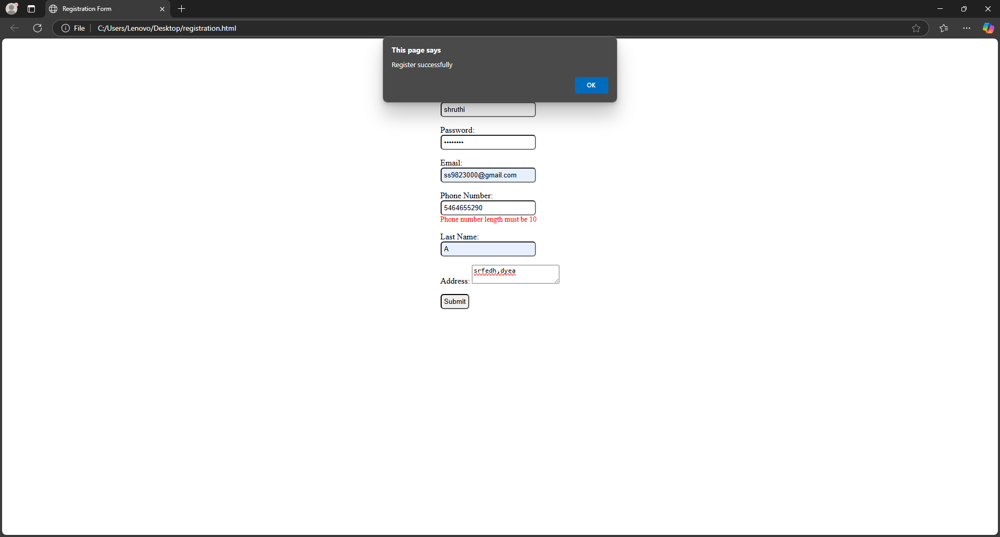 Registration Form
File
C:/Users/Lenovo/Desktop/registration.html
This page says
Register successfully
OK
shruthi
Password:
••••••••
Email:
ss9823000@gmail.com
Phone Number:
5464655290
Phone number length must be 10
Last Name:
A
srfedh,dyea
Address:
Submit